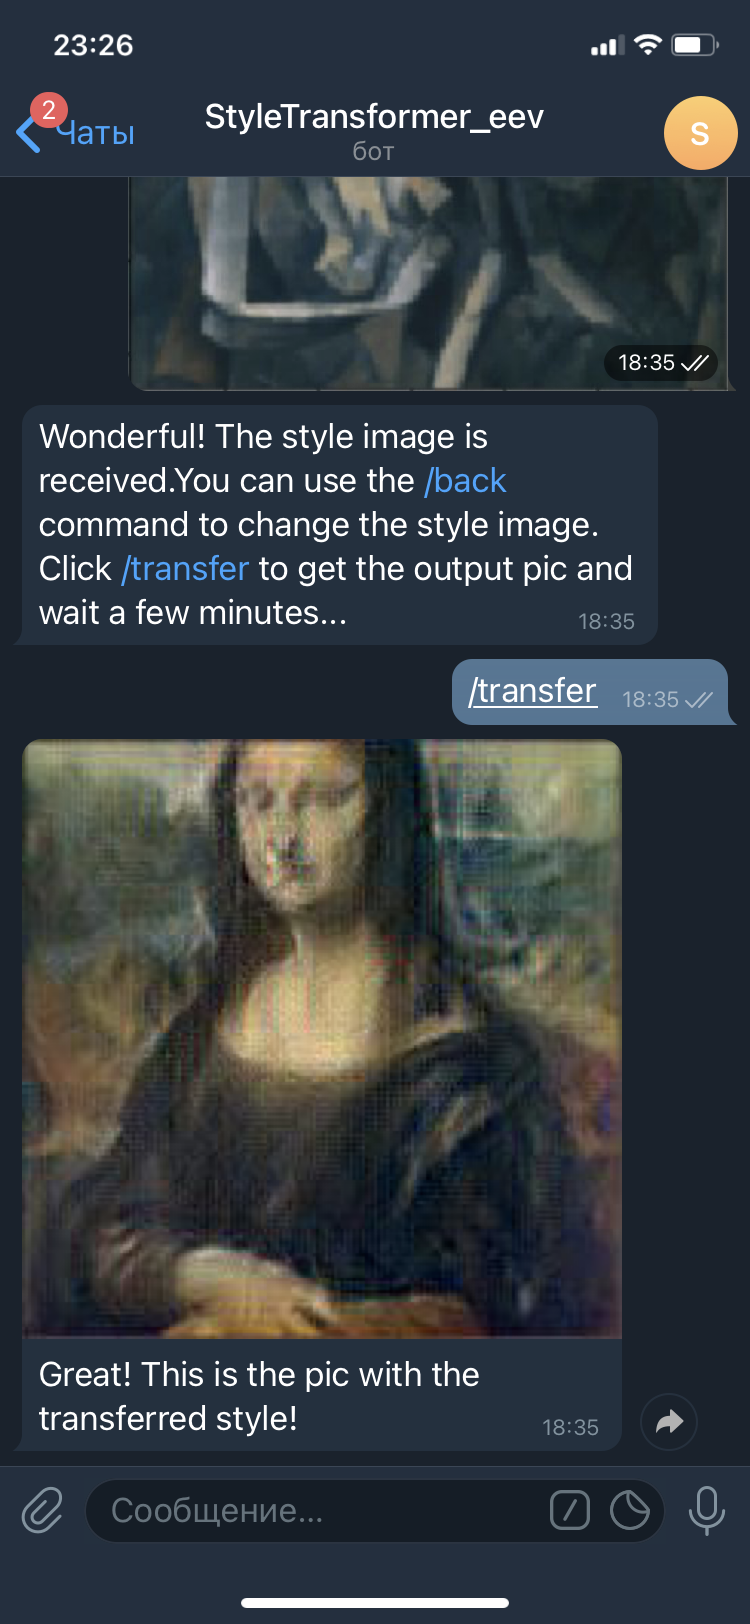 23:26
2
Чаты
StyleTransformer_eev
бот
S
18:35
Wonderful! The style image is
received.You can use the /back
command to change the style image.
Click /transfer to get the output pic and
wait a few minutes...
18:35
/transfer 18:35
Great! This is the pic with the
transferred style!
18:35
Сообщение...